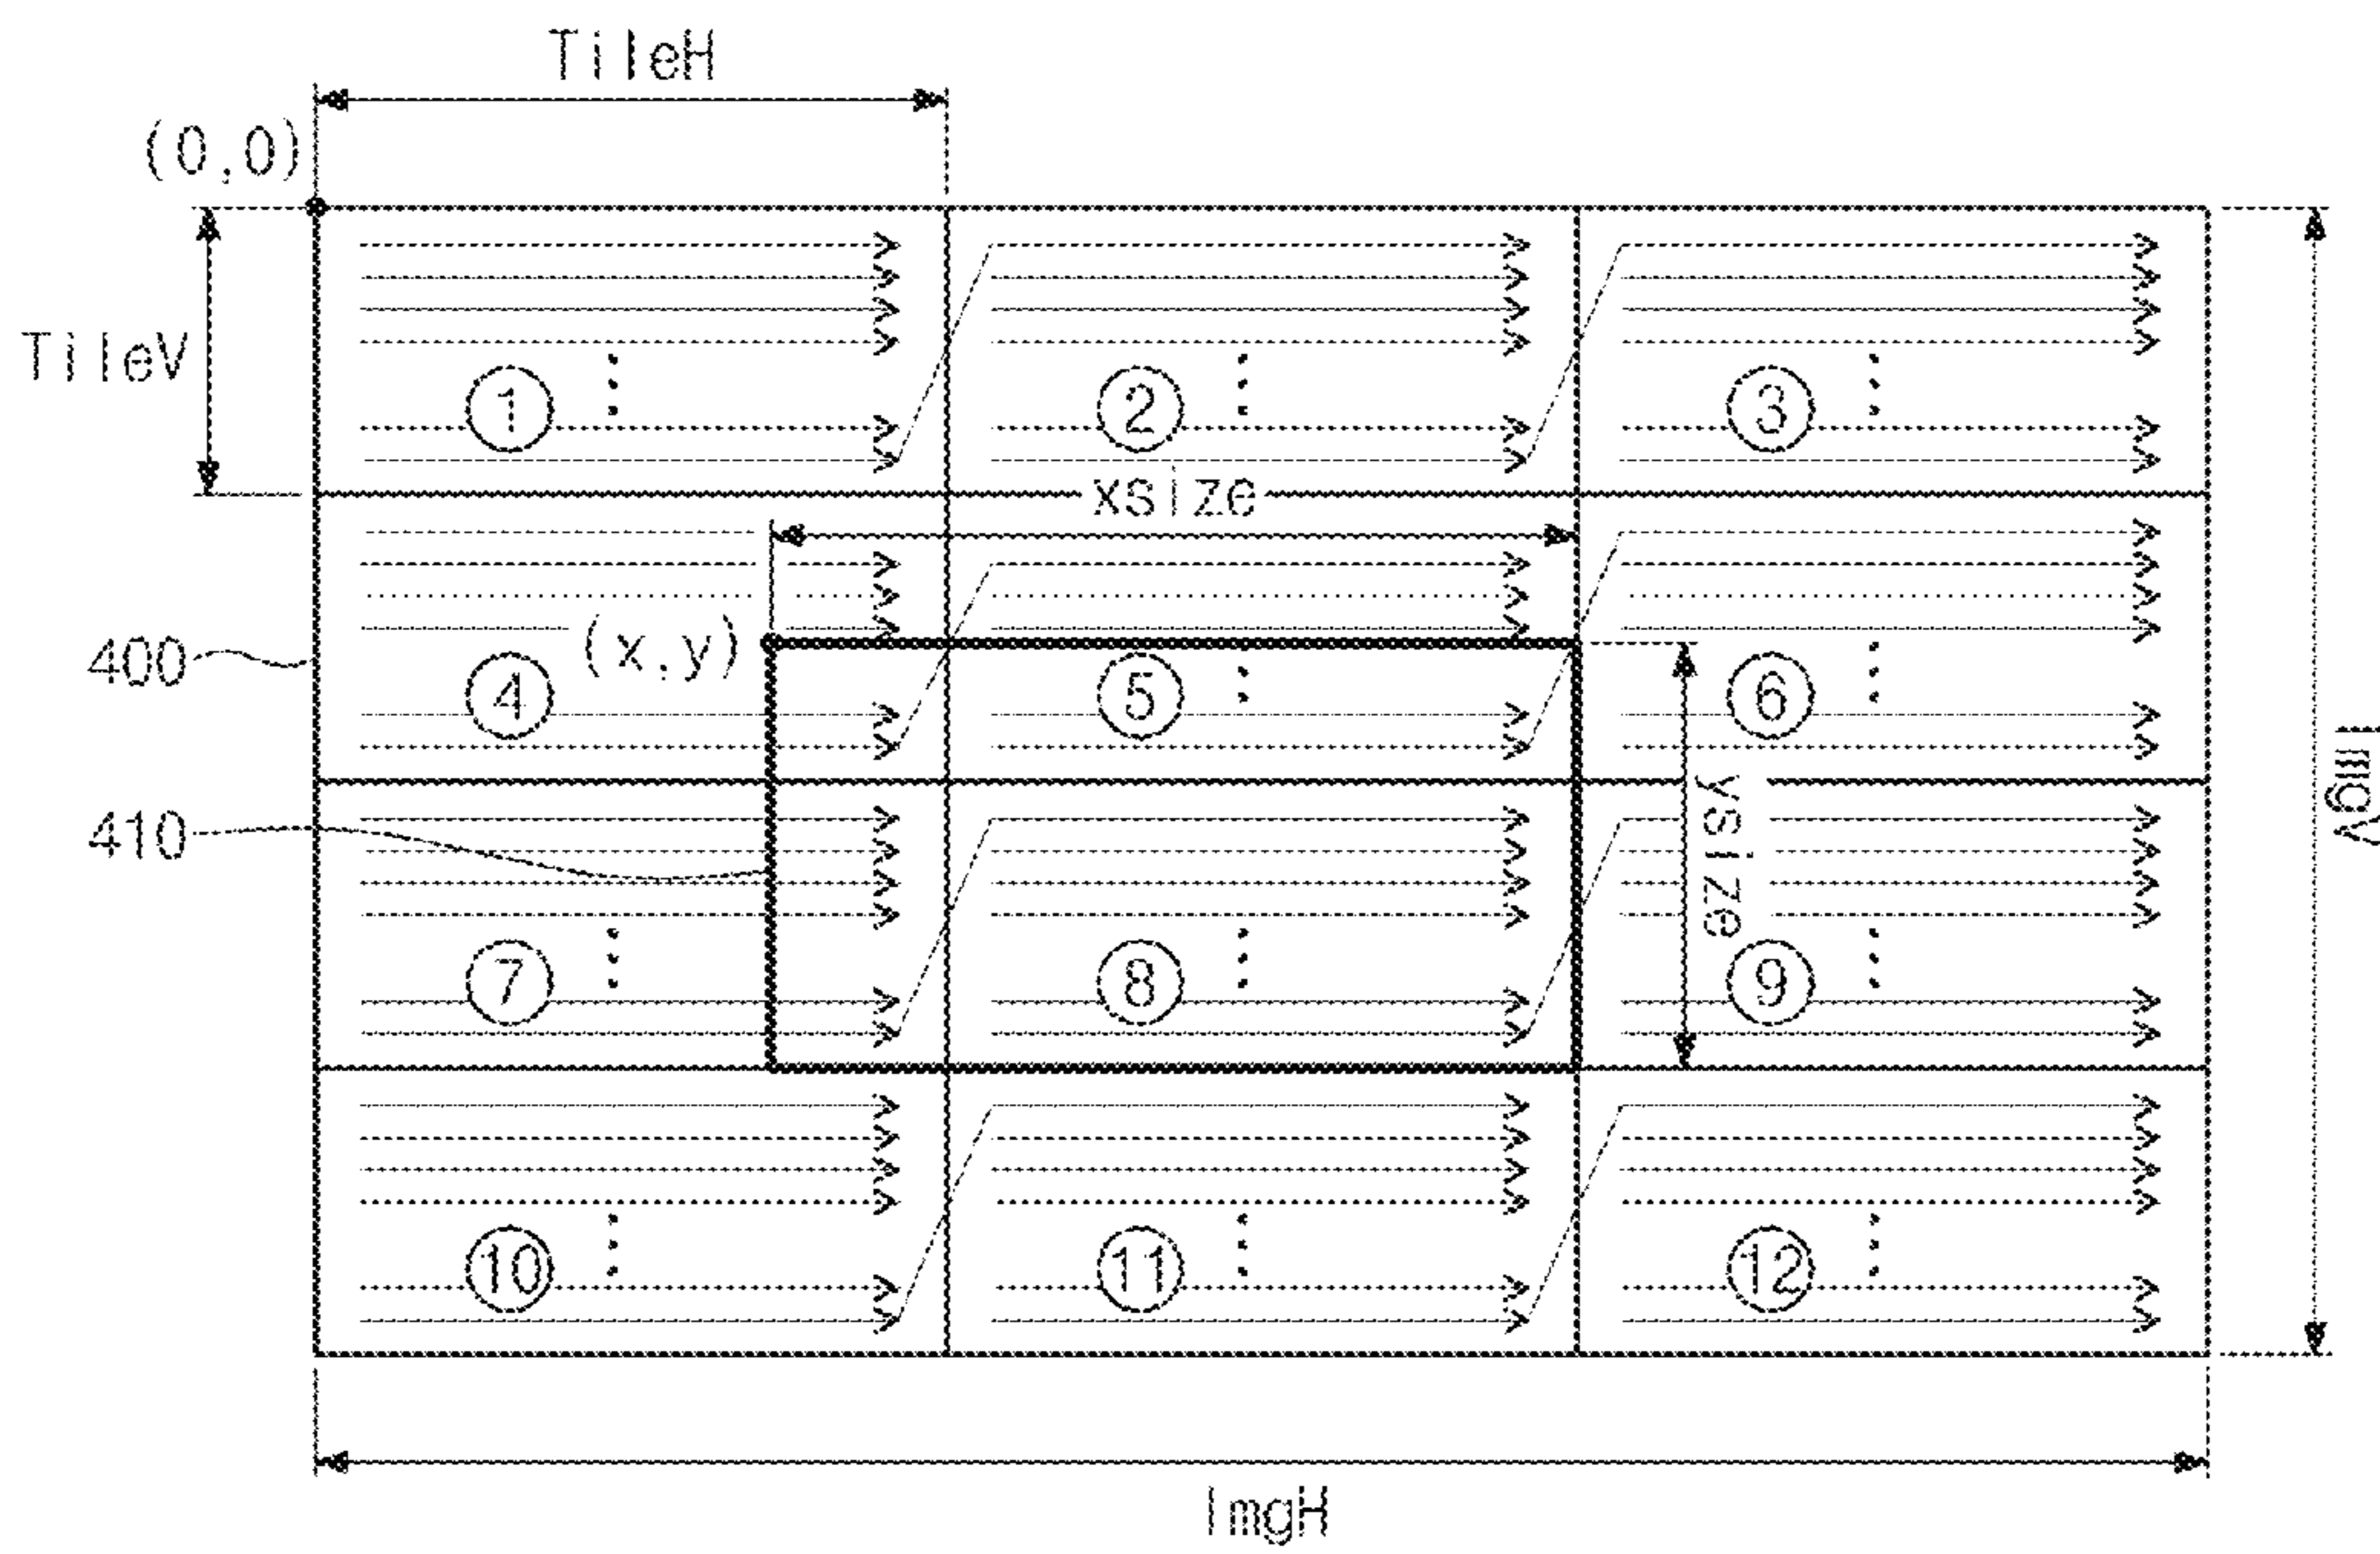 TileH
(0,0)
TileV
① ② ③
xsize
400
(x,y)
④ ⑤ ⑥
ImgV
ysize
410
⑦ ⑧ ⑨
⑩ ⑪ ⑫
ImgH